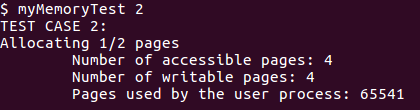 $ myMemoryTest 2
TEST CASE 2:
Allocating 1/2 pages
Number of accessible pages: 4
Number of writable pages: 4
Pages used by the user process: 65541